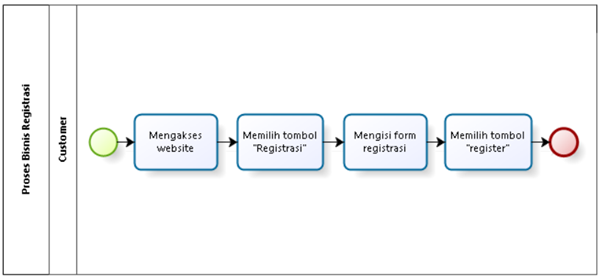 Proses Bisnis Registrasi
Customer
Mengakses
website
Memilih tombol
"Registrasi"
Mengisi form
registrasi
Memilih tombol
"register"